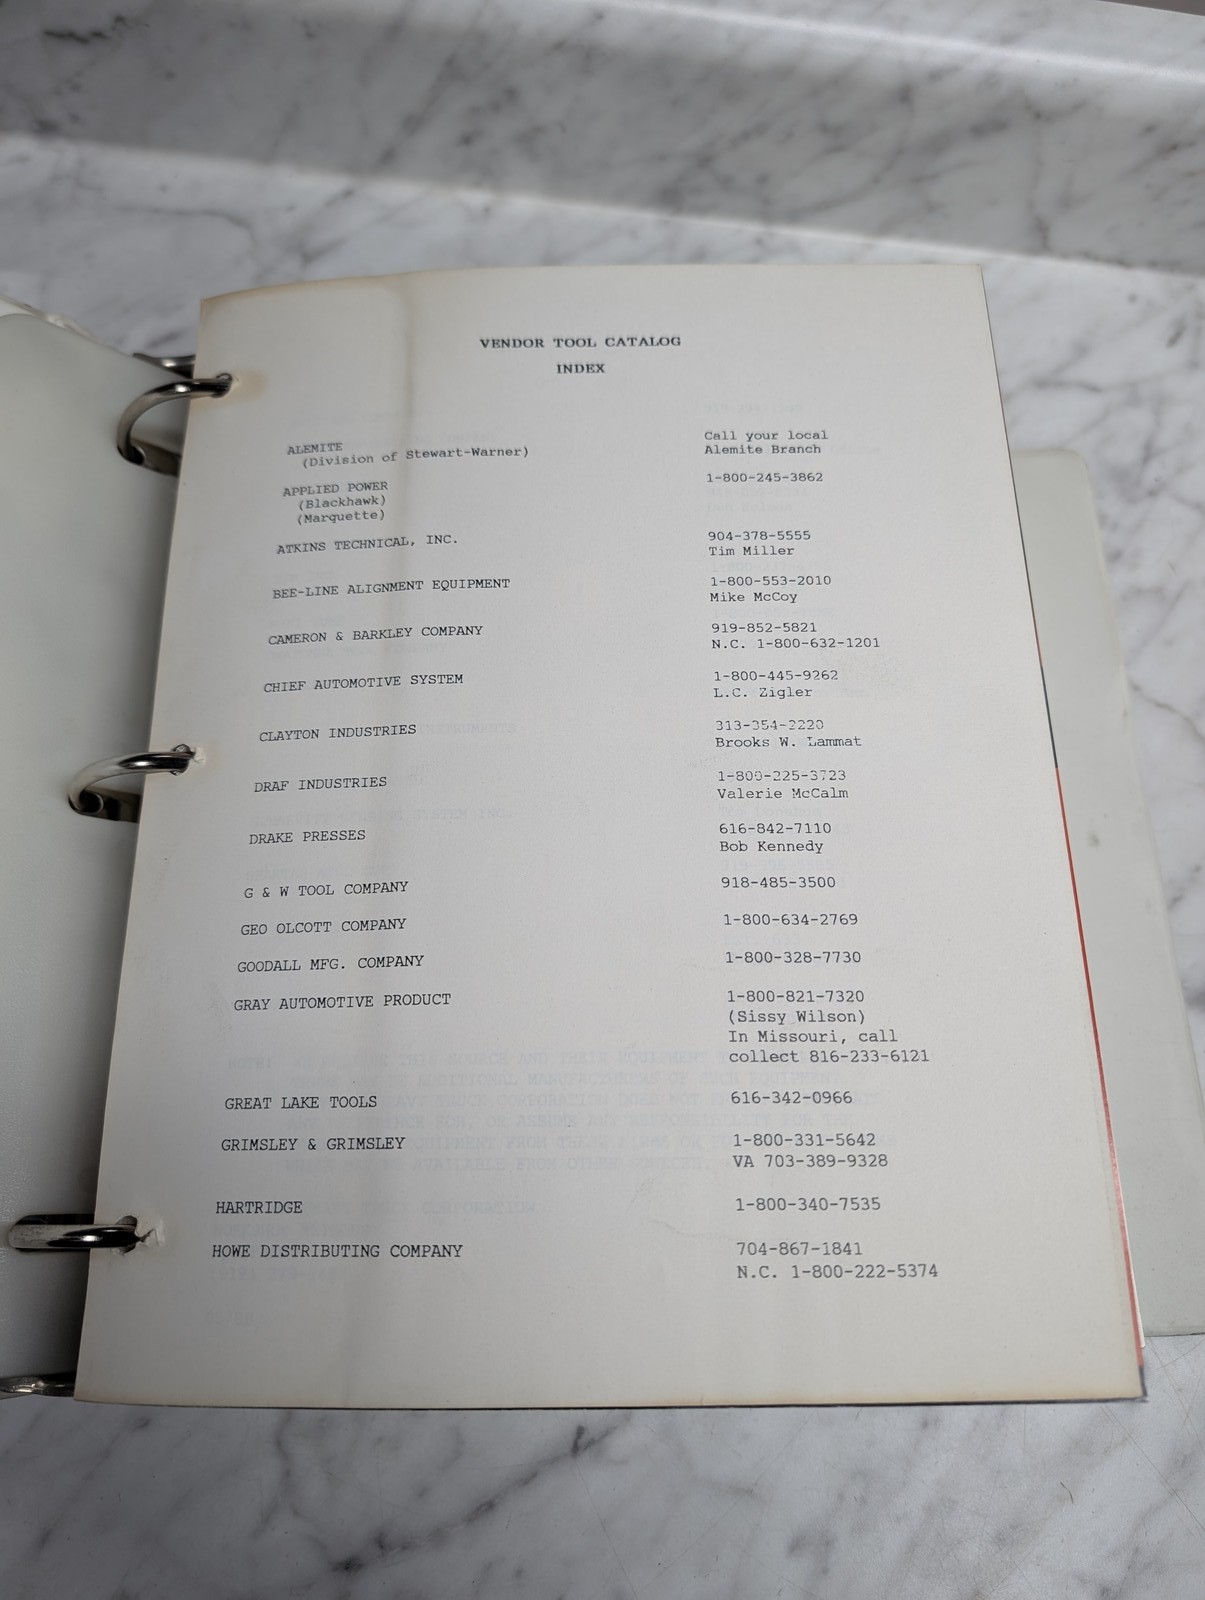 VENDOR TOOL CATALOG
INDEX
ALEMITE
(Division of Stewart-Warner)
Call your local
Alemite Branch
APPLIED POWER
(Blackhawk)
(Marquette)
1-800-245-3862
ATKINS TECHNICAL, INC.
904-378-5555
Tim Miller
BEE-LINE ALIGNMENT EQUIPMENT
1-800-553-2010
Mike McCoy
CAMERON & BARKLEY COMPANY
919-852-5821
N.C. 1-800-632-1201
CHIEF AUTOMOTIVE SYSTEM
1-800-445-9262
L.C. Zigler
CLAYTON INDUSTRIES
313-354-2220
Brooks W. Lammat
DRAF INDUSTRIES
1-800-225-3723
Valerie McCalm
DRAKE PRESSES
616-842-7110
Bob Kennedy
G & W TOOL COMPANY
918-485-3500
GEO OLCOTT COMPANY
1-800-634-2769
GOODALL MFG. COMPANY
1-800-328-7730
GRAY AUTOMOTIVE PRODUCT
1-800-821-7320
(Sissy Wilson)
In Missouri, call
collect 816-233-6121
GREAT LAKE TOOLS
616-342-0966
GRIMSLEY & GRIMSLEY
1-800-331-5642
VA 703-389-9328
HARTRIDGE
1-800-340-7535
HOWE DISTRIBUTING COMPANY
704-867-1841
N.C. 1-800-222-5374